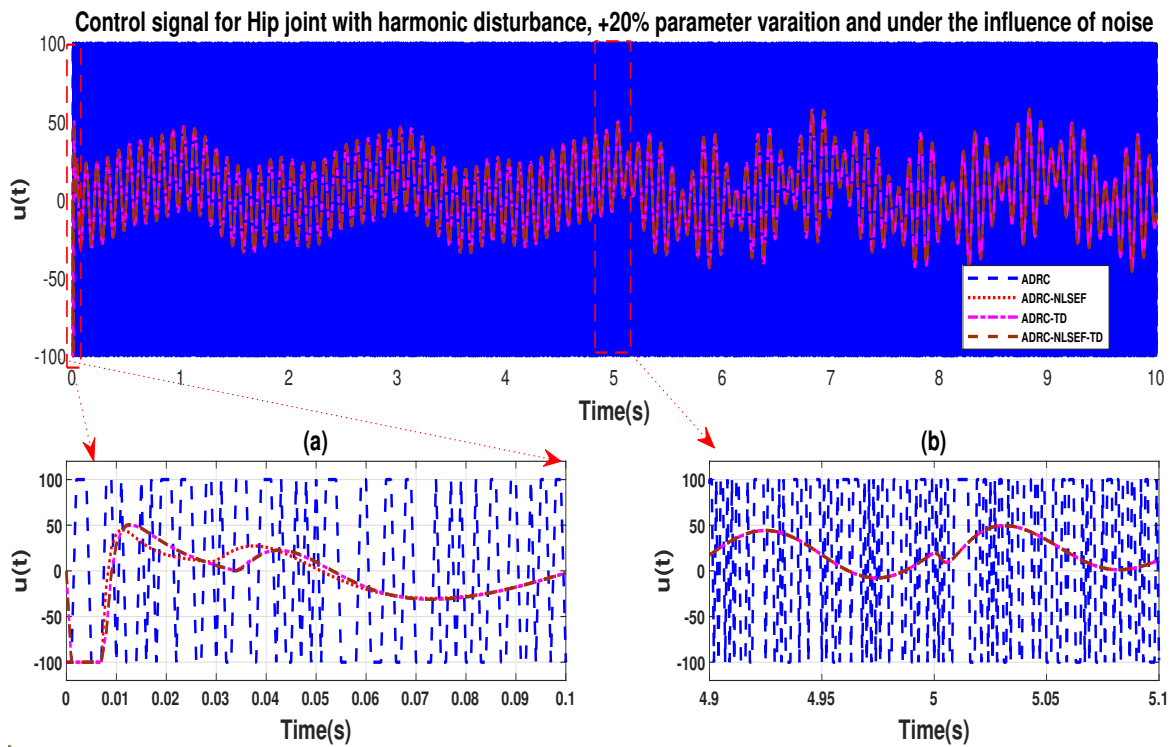 Control signal for Hip joint with harmonic disturbance, +20% parameter varaition and under the influence of noise
100
50
0
-50
-100
u(t)
ADRC
ADRC-NLSEF
ADRC-TD
ADRC-NLSEF-TD
0 1 2 3 4 5 6 7 8 9 10
Time(s)
(a)
100
50
0
-50
-100
u(t)
0 0.01 0.02 0.03 0.04 0.05 0.06 0.07 0.08 0.09 0.1
Time(s)
(b)
100
50
0
-50
-100
u(t)
4.9 4.95 5 5.05 5.1
Time(s)